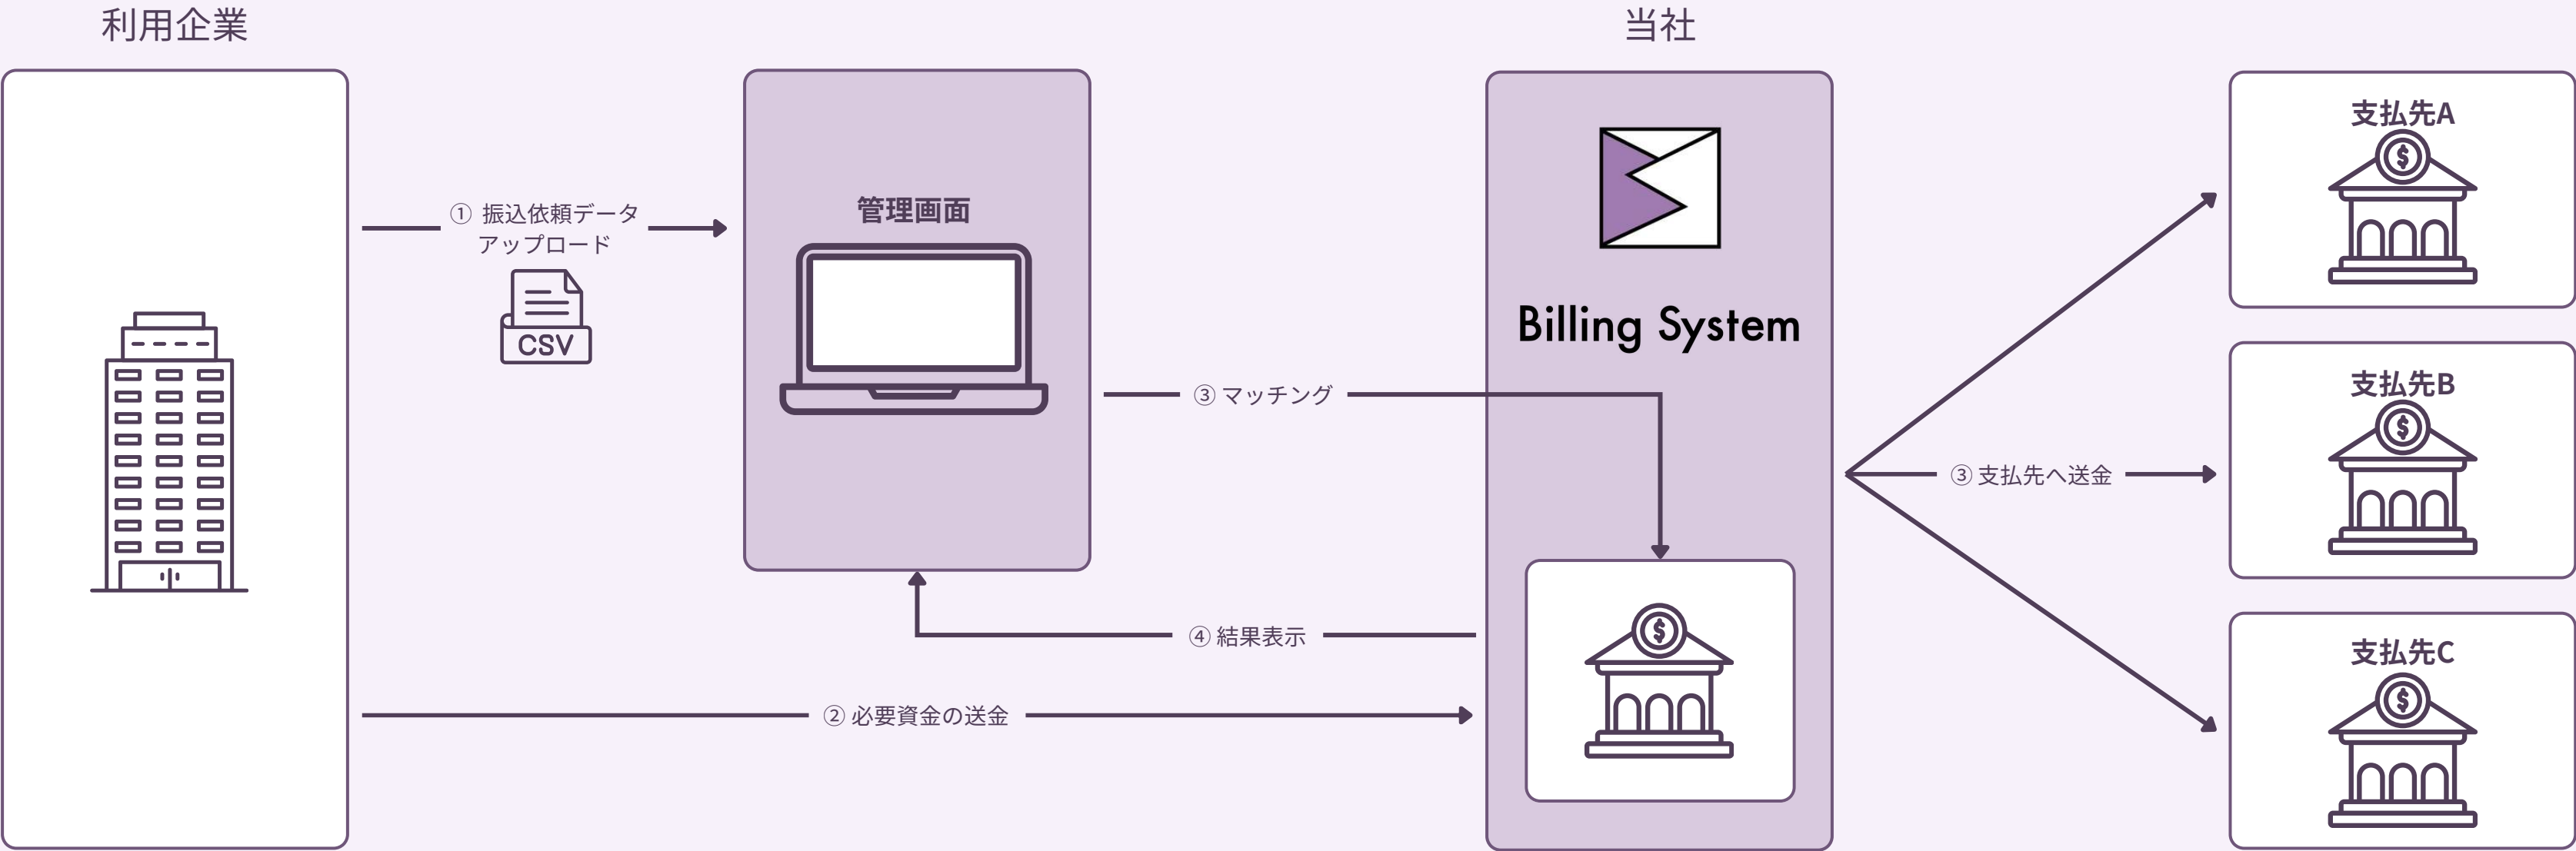 利用企業
当社
① 振込依頼データ
アップロード
CSV
管理画面
Billing System
③ マッチング
④ 結果表示
② 必要資金の送金
③ 支払先へ送金
支払先A
$
支払先B
$
支払先C
$
$